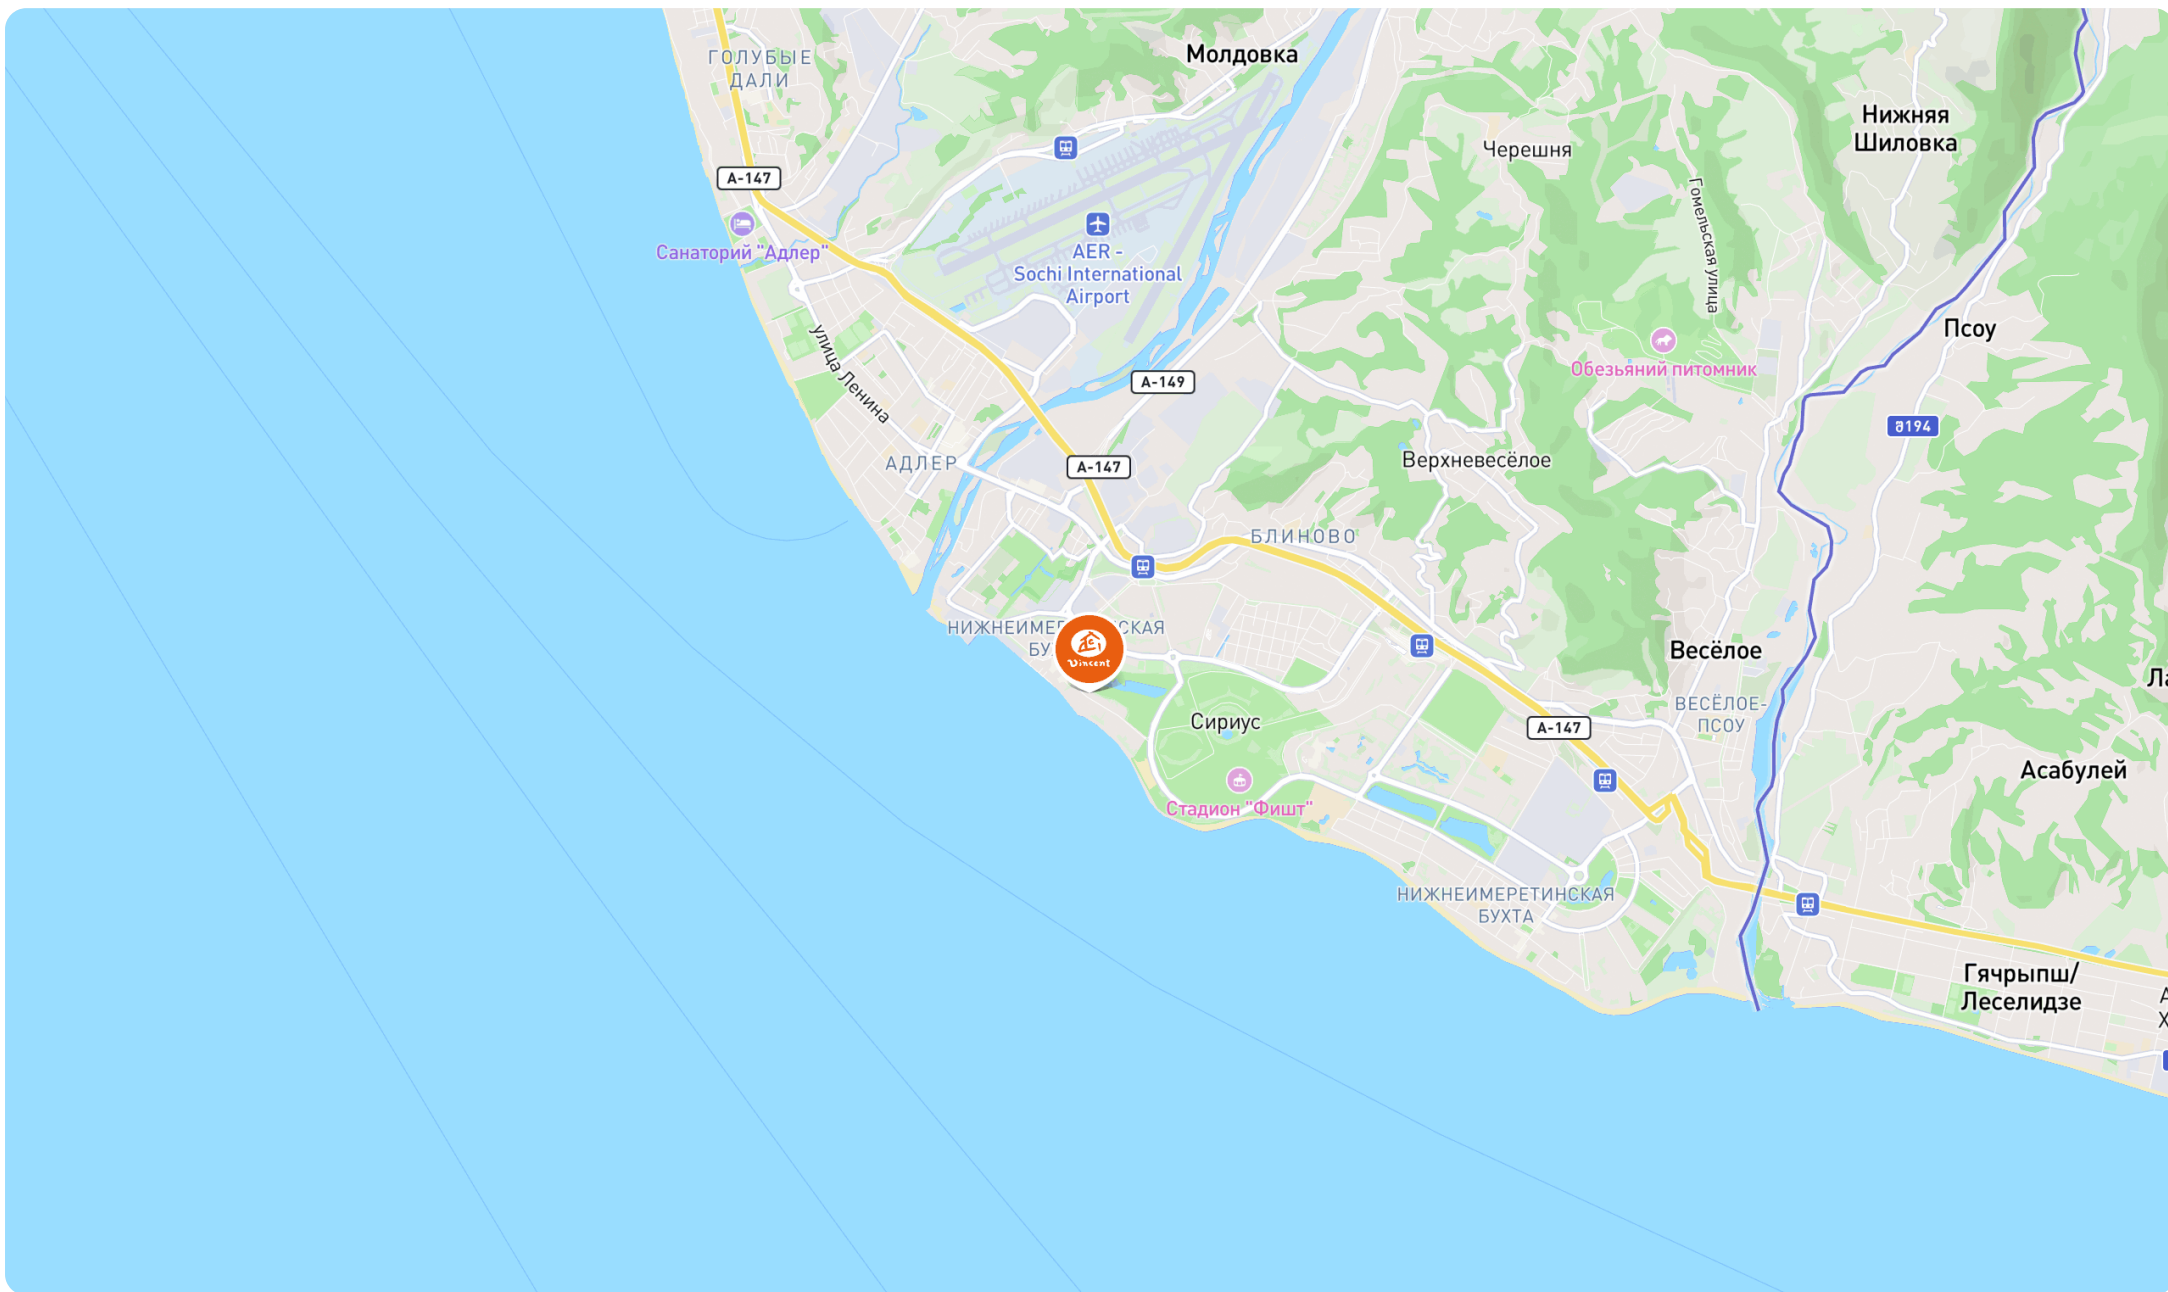 ГОЛУБЫЕ
ДАЛИ
Молдовка
Нижняя
Шиловка
Черешня
А-147
Гомельская улица
Санаторий "Адлер"
AER -
Sochi International
Airport
Псоу
улица Ленина
Обезьяний питомник
А-149
შ194
АДЛЕР
А-147
Верхневесёлое
БЛИНОВО
Vincent
Весёлое
ВЕСЁЛОЕ-
ПСОУ
Сириус
А-147
Асабулей
Стадион "Фишт"
НИЖНЕИМЕРЕТИНСКАЯ
БУХТА
Гячрыпш/
Леселидзе